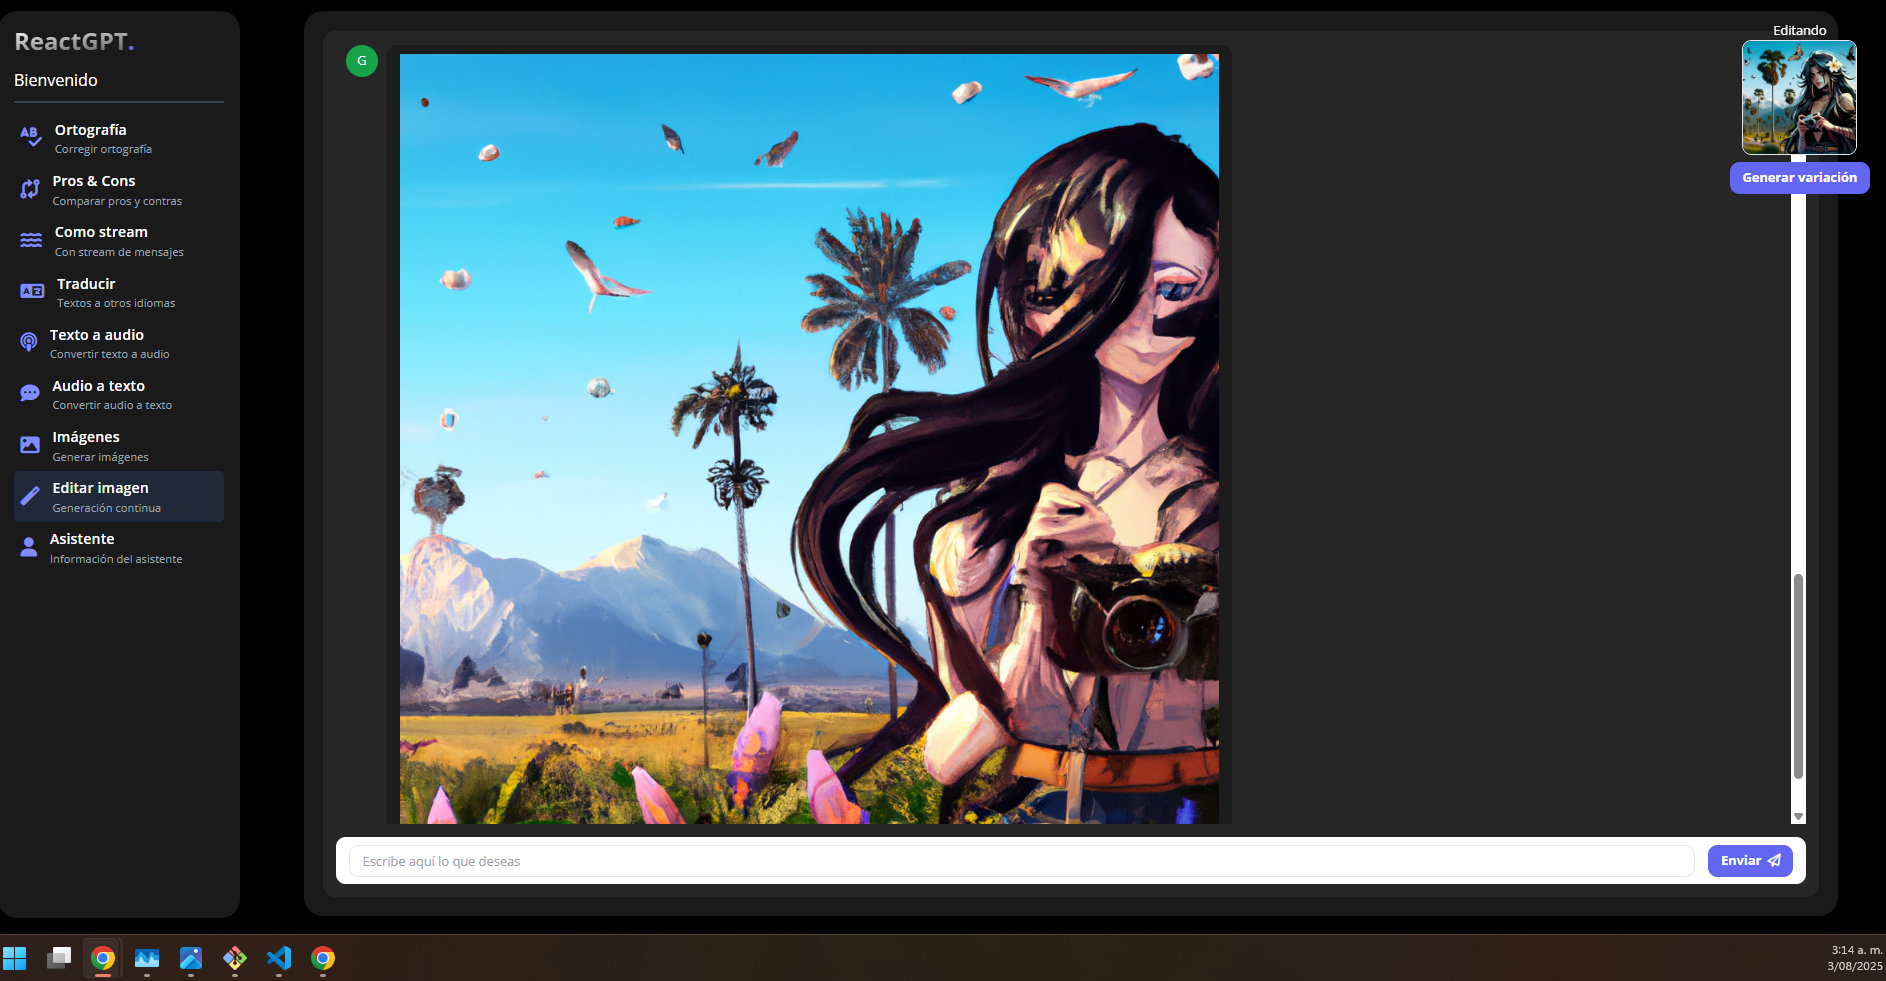 ReactGPT.
Bienvenido
Ortografía
Corregir ortografía
Pros & Cons
Comparar pros y contras
Como stream
Con stream de mensajes
Traducir
Textos a otros idiomas
Texto a audio
Convertir texto a audio
Audio a texto
Convertir audio a texto
Imágenes
Generar imágenes
Editar imagen
Generación continua
Asistente
Información del asistente
G
Editando
Generar variación
Escribe aquí lo que deseas
Enviar
3:14 a. m.
3/08/2025